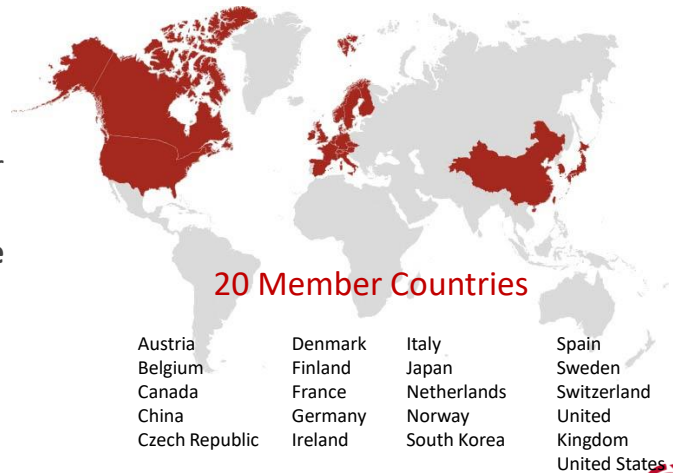 r
e
20 Member Countries
Austria
Belgium
Canada
China
Czech Republic
Denmark
Finland
France
Germany
Ireland
Italy
Japan
Netherlands
Norway
South Korea
Spain
Sweden
Switzerland
United
Kingdom
United States